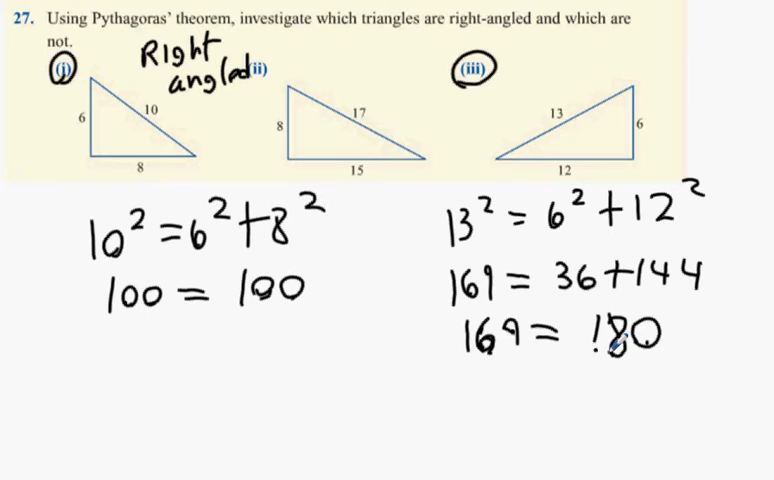 27. Using Pythagoras' theorem, investigate which triangles are right-angled and which are
not.
(i) Right
angled
6
10
8
(ii)
8
17
15
(iii)
13
6
12
10² = 6² + 8²
100 = 100
13² = 6² + 12²
169 = 36 + 144
169 = 180